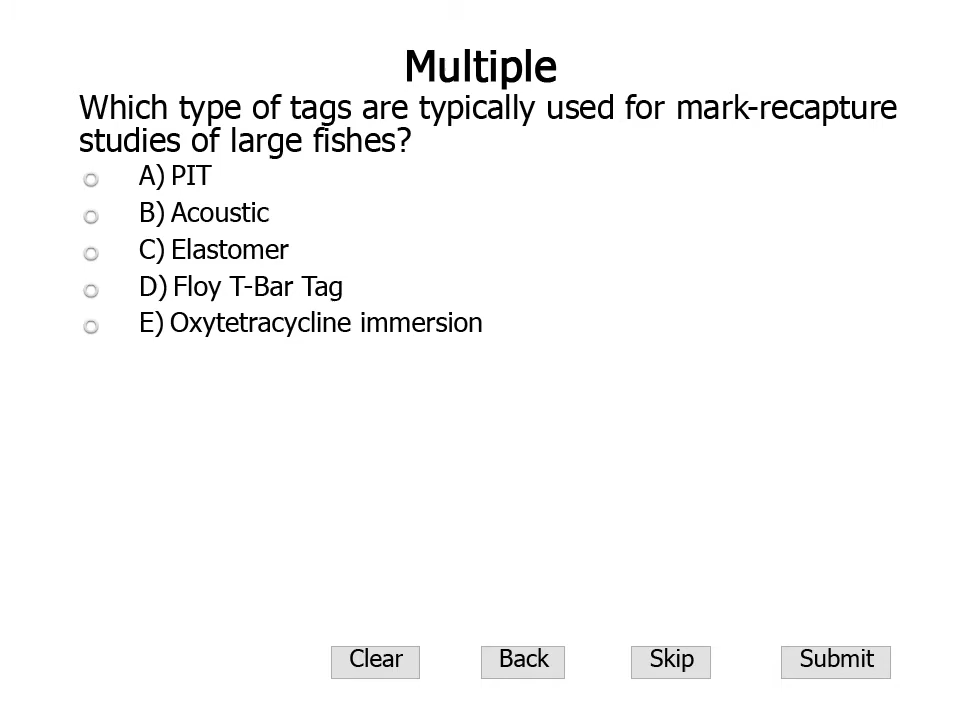 Multiple
Which type of tags are typically used for mark-recapture
studies of large fishes?
A) PIT
B) Acoustic
C) Elastomer
D) Floy T-Bar Tag
E) Oxytetracycline immersion
Clear Back Skip Submit